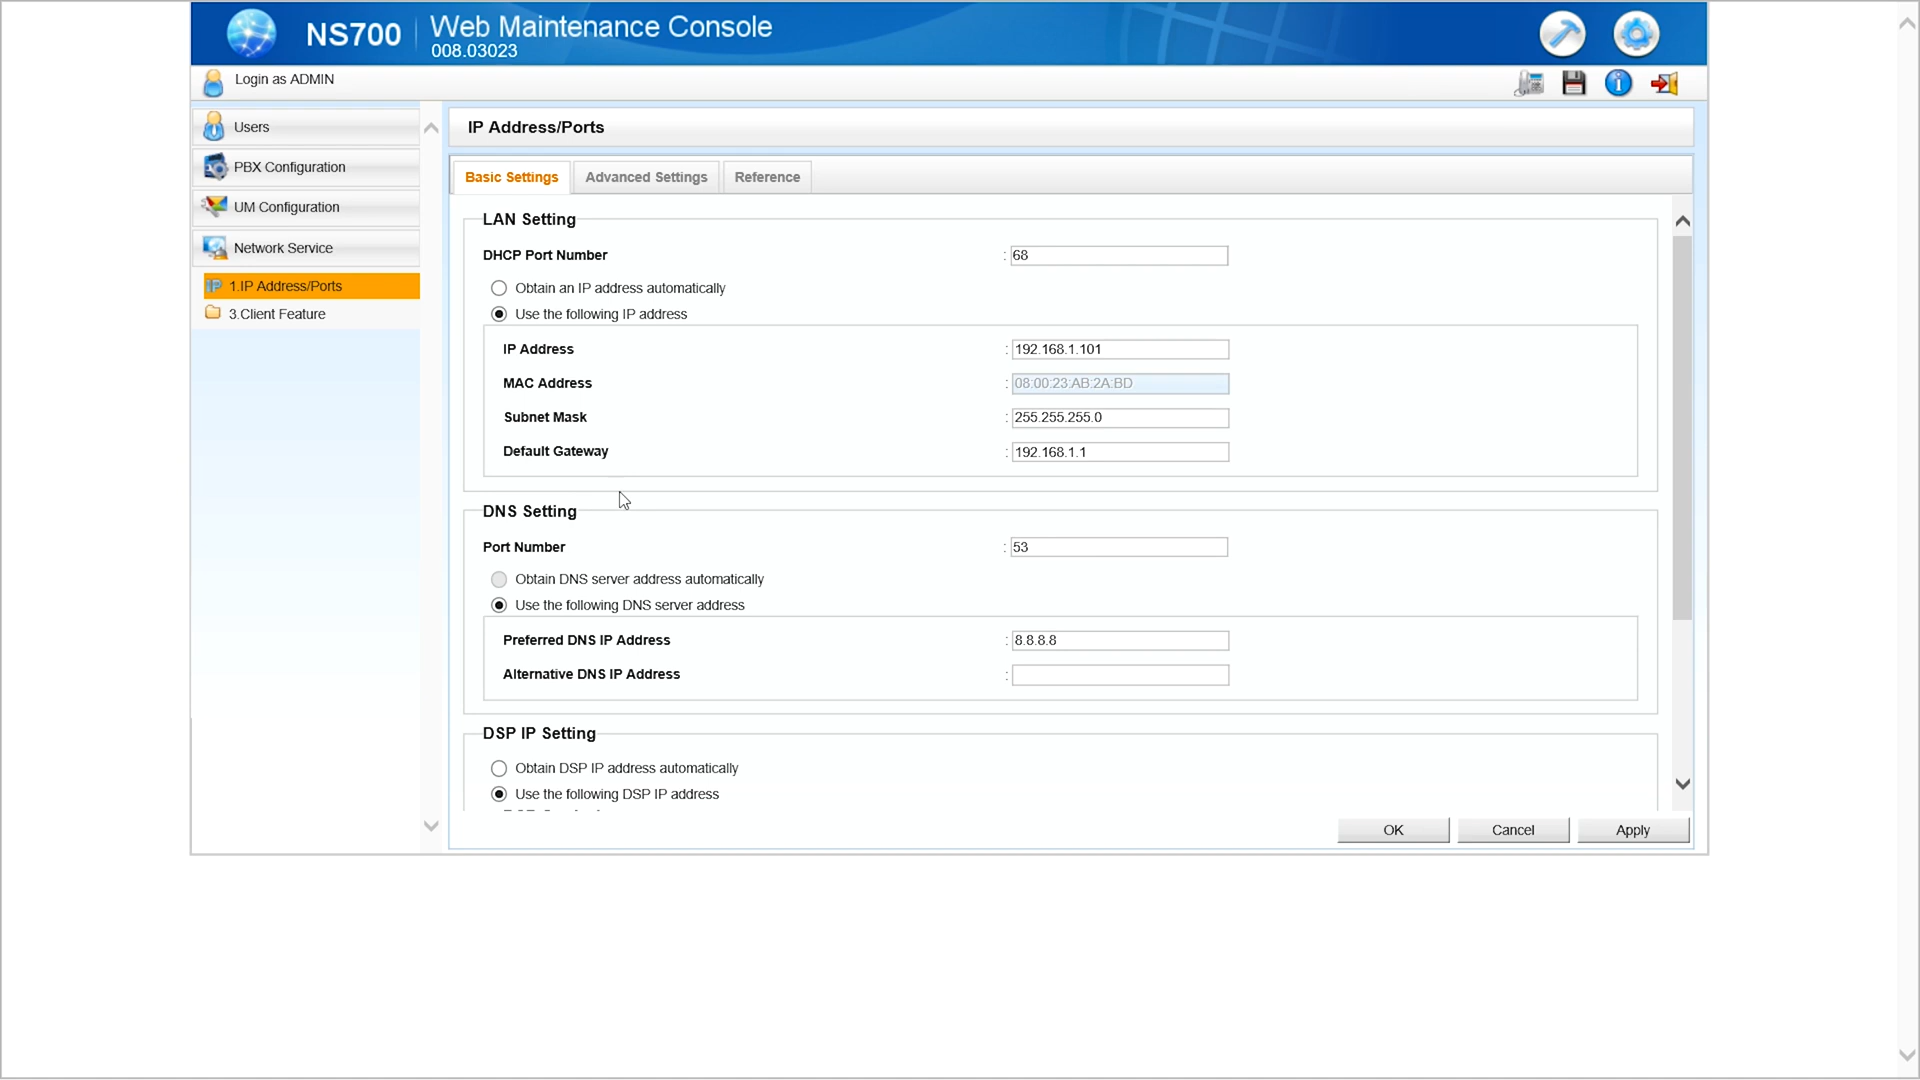 NS700
Web Maintenance Console
008.03023
Login as ADMIN
Users
PBX Configuration
UM Configuration
Network Service
IP 1.IP Address/Ports
3.Client Feature
IP Address/Ports
Basic Settings Advanced Settings Reference
LAN Setting
DHCP Port Number : 68
Obtain an IP address automatically
Use the following IP address
IP Address : 192.168.1.101
MAC Address : 08:00:23:AB:2A:BD
Subnet Mask : 255.255.255.0
Default Gateway : 192.168.1.1
DNS Setting
Port Number : 53
Obtain DNS server address automatically
Use the following DNS server address
Preferred DNS IP Address : 8.8.8.8
Alternative DNS IP Address :
DSP IP Setting
Obtain DSP IP address automatically
Use the following DSP IP address
OK Cancel Apply